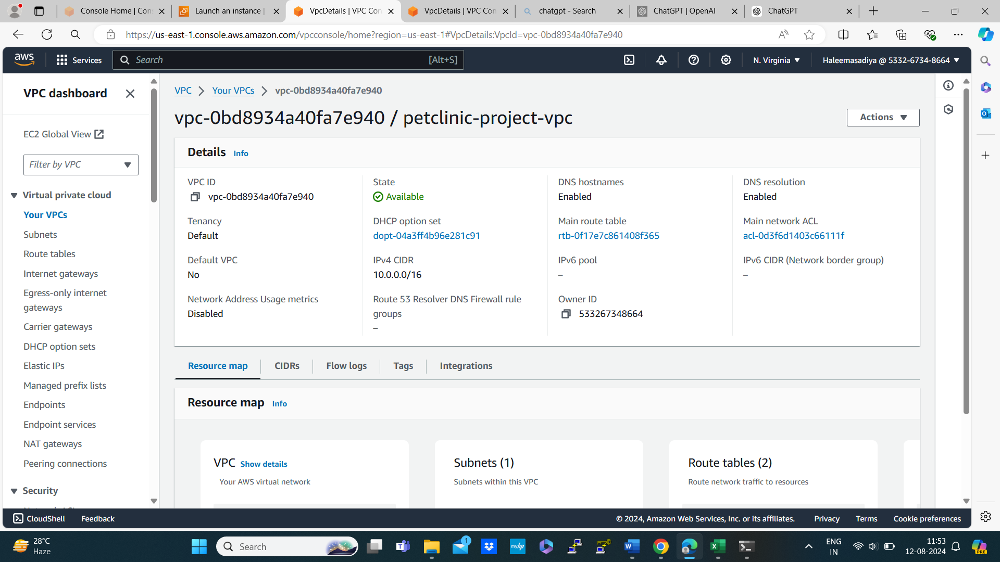 Console Home | Con
Launch an instance |
VpcDetails | VPC Con
VpcDetails | VPC Con
chatgpt - Search
ChatGPT | OpenAI
ChatGPT
https://us-east-1.console.aws.amazon.com/vpcconsole/home?region=us-east-1#VpcDetails:VpcId=vpc-0bd8934a40fa7e940
aws
Services
Search
[Alt+S]
N. Virginia
Haleemasadiya @ 5332-6734-8664
VPC dashboard
EC2 Global View
Filter by VPC
Virtual private cloud
Your VPCs
Subnets
Route tables
Internet gateways
Egress-only internet
gateways
Carrier gateways
DHCP option sets
Elastic IPs
Managed prefix lists
Endpoints
Endpoint services
NAT gateways
Peering connections
Security
VPC > Your VPCs > vpc-0bd8934a40fa7e940
vpc-0bd8934a40fa7e940 / petclinic-project-vpc
Actions
Details Info
VPC ID
vpc-0bd8934a40fa7e940
State
Available
DNS hostnames
Enabled
DNS resolution
Enabled
Tenancy
Default
DHCP option set
dopt-04a3ff4b96e281c91
Main route table
rtb-0f17e7c861408f365
Main network ACL
acl-0d3f6d1403c66111f
Default VPC
No
IPv4 CIDR
10.0.0.0/16
IPv6 pool
–
IPv6 CIDR (Network border group)
–
Network Address Usage metrics
Disabled
Route 53 Resolver DNS Firewall rule
groups
–
Owner ID
533267348664
Resource map
CIDRs
Flow logs
Tags
Integrations
Resource map Info
VPC Show details
Your AWS virtual network
Subnets (1)
Subnets within this VPC
Route tables (2)
Route network traffic to resources
CloudShell
Feedback
© 2024, Amazon Web Services, Inc. or its affiliates.
Privacy
Terms
Cookie preferences
28°C
Haze
Search
1
myhp
ENG
IN
11:53
12-08-2024
PRE